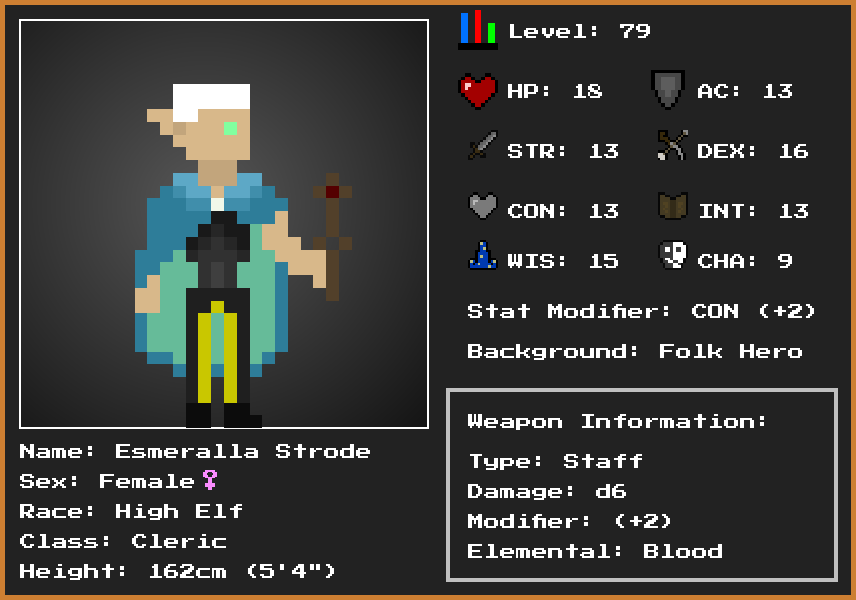 Level: 79
HP: 18 AC: 13
STR: 13 DEX: 16
CON: 13 INT: 13
WIS: 15 CHA: 9
Stat Modifier: CON (+2)
Background: Folk Hero
Weapon Information:
Type: Staff
Damage: d6
Modifier: (+2)
Elemental: Blood
Name: Esmeralla Strode
Sex: Female♀
Race: High Elf
Class: Cleric
Height: 162cm (5'4")